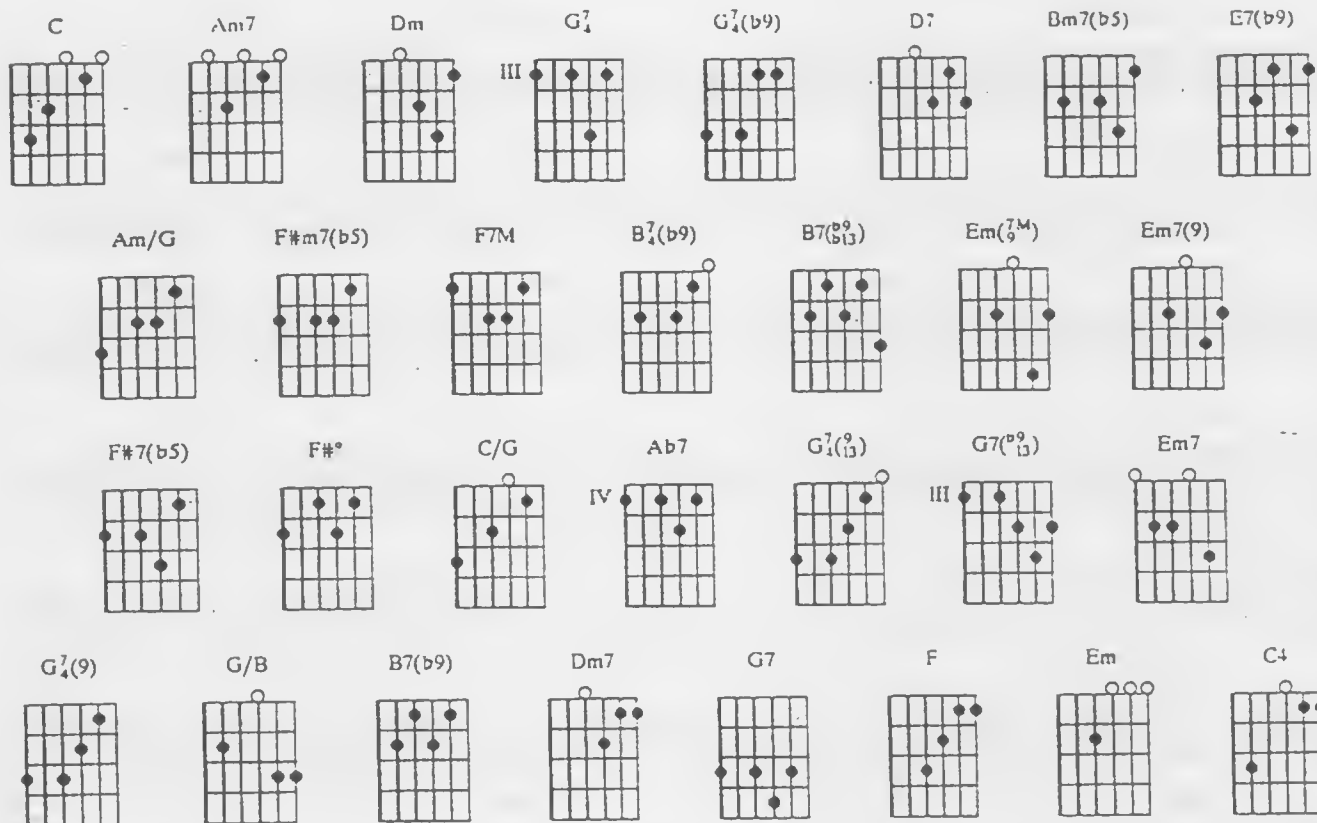 C Am7 Dm G7/4 G7/4(b9) D7 Bm7(b5) E7(b9)
III
Am/G F#m7(b5) F7M B7/4(b9) B7(b9/b13) Em(7M/9) Em7(9)
F#7(b5) F#° C/G Ab7 G7/4(9/13) G7(b9/13) Em7
IV III
G7/4(9) G/B B7(b9) Dm7 G7 F Em C4